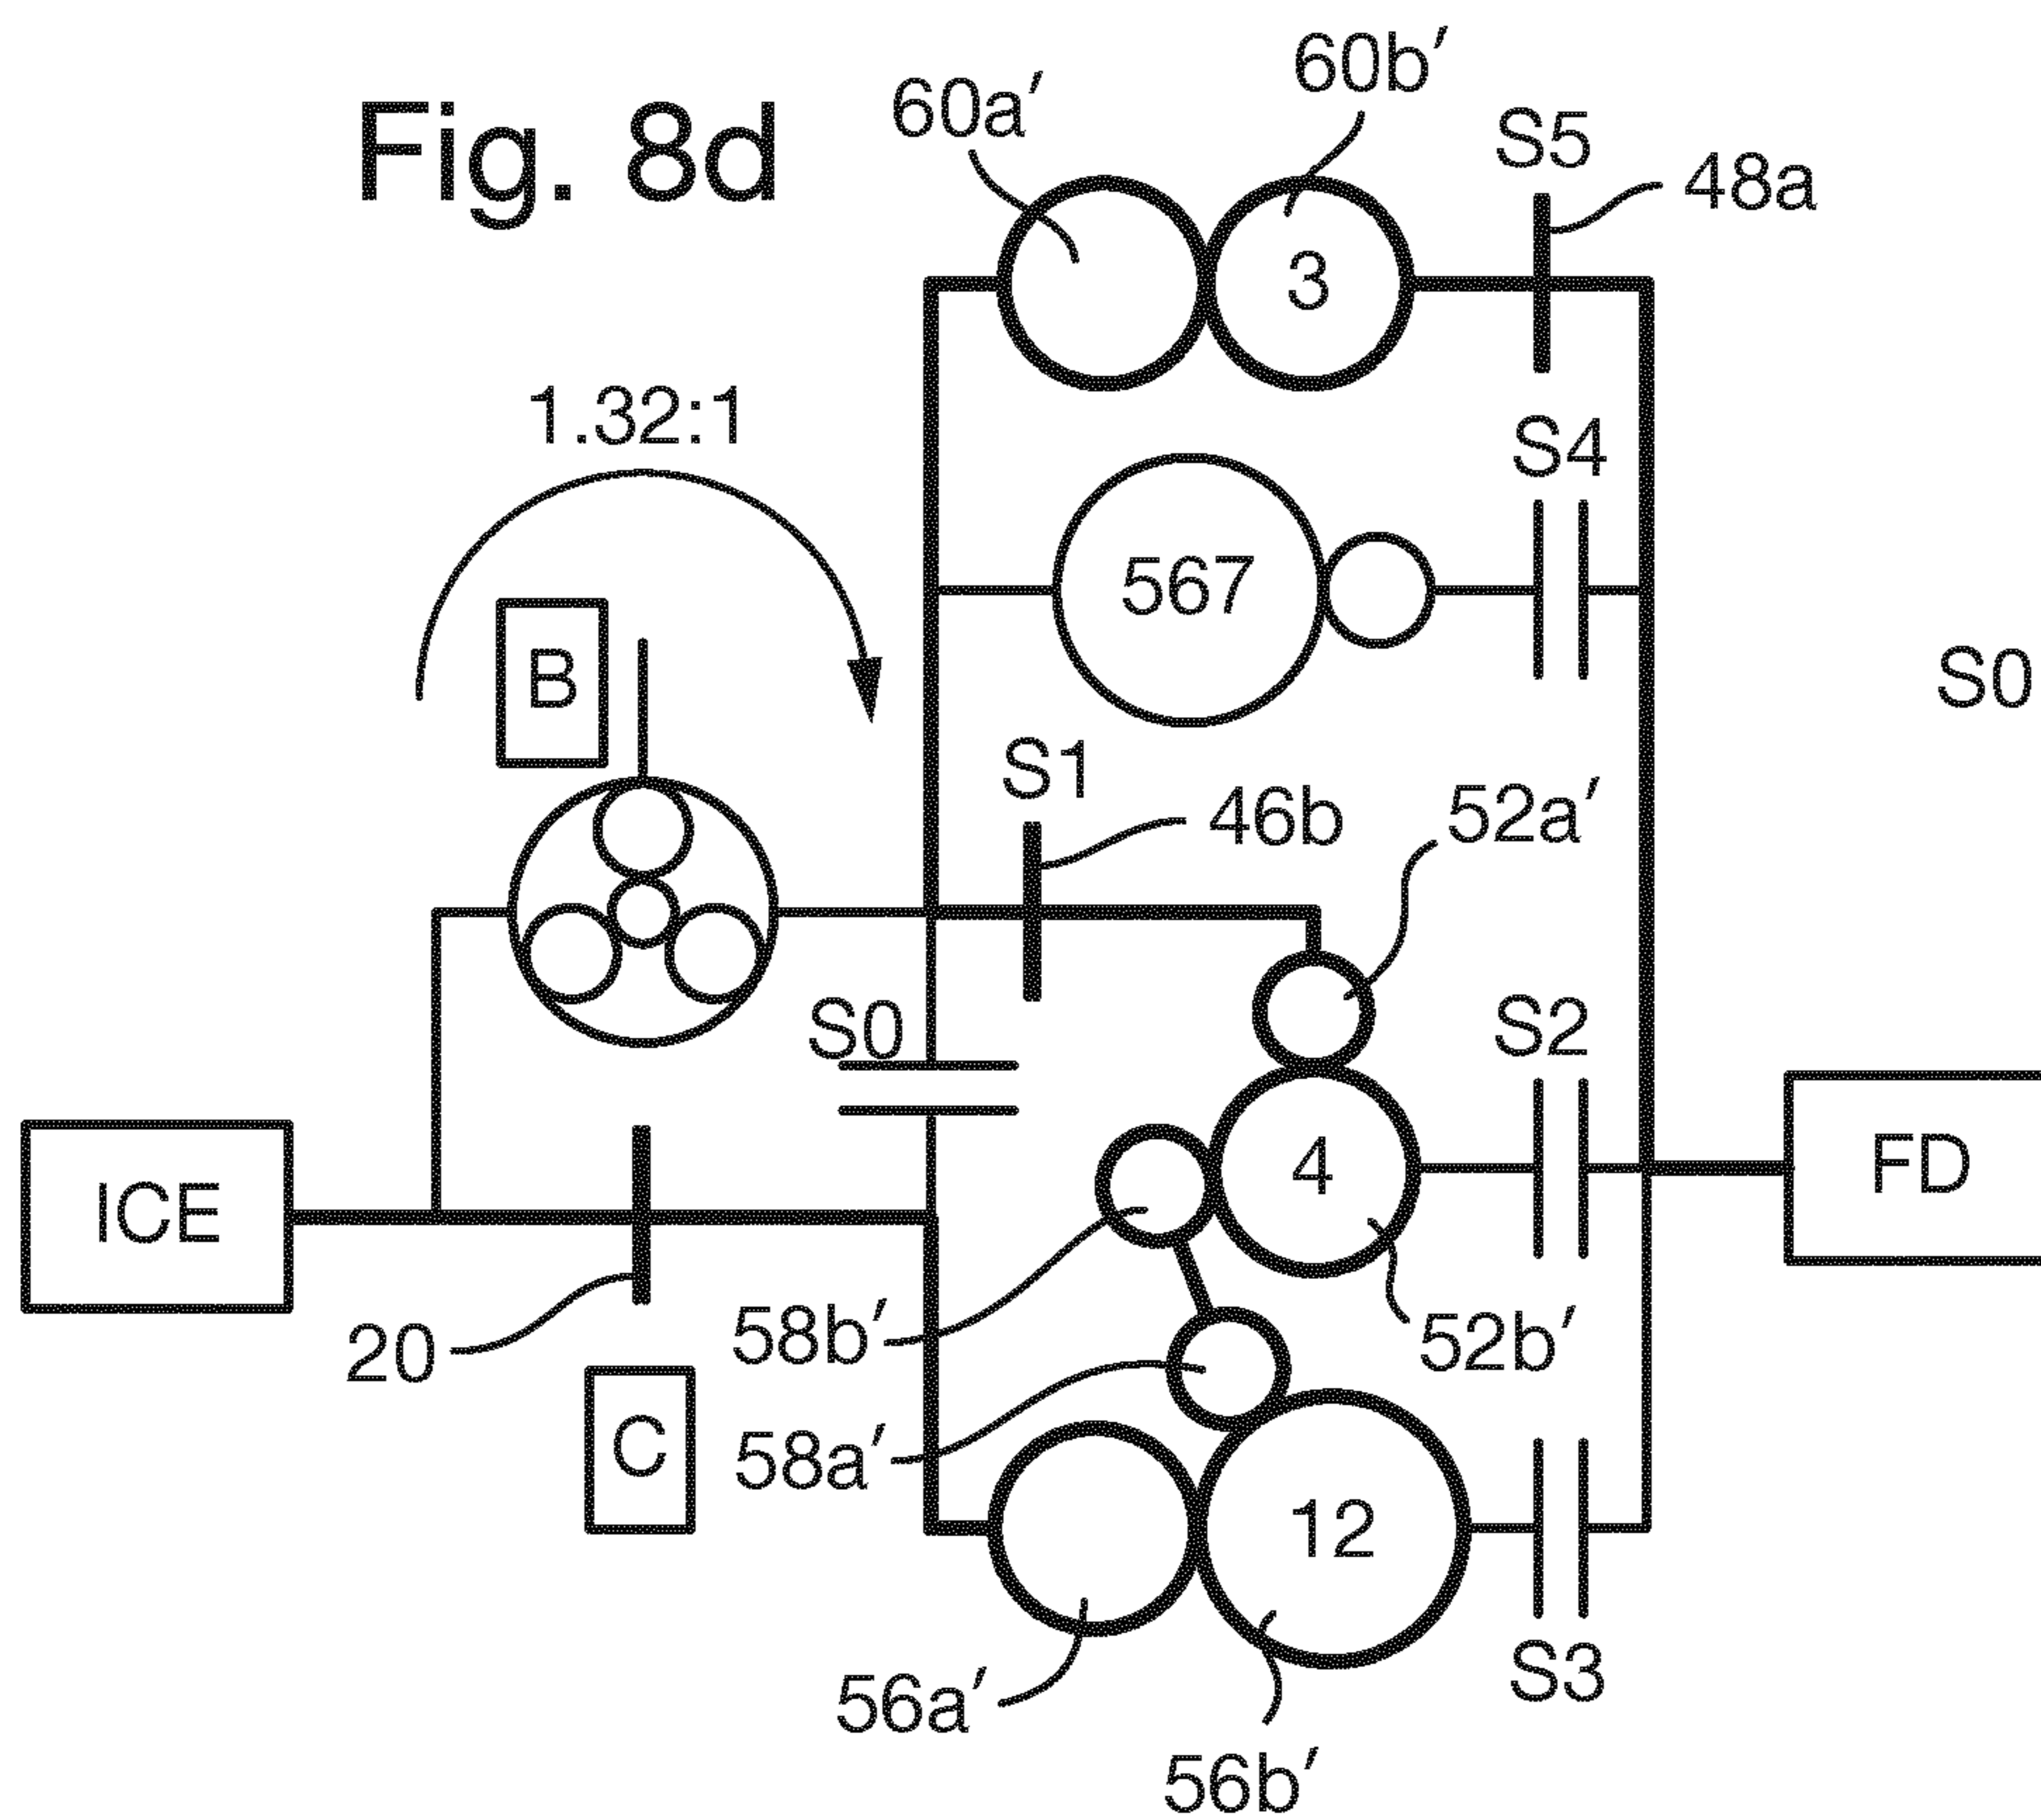 Fig. 8d
60a′
60b′
S5
48a
3
1.32:1
S4
567
B
S0
S1
46b
52a′
S0
S2
ICE
4
FD
20
58b′
52b′
C
58a′
12
56a′
S3
56b′